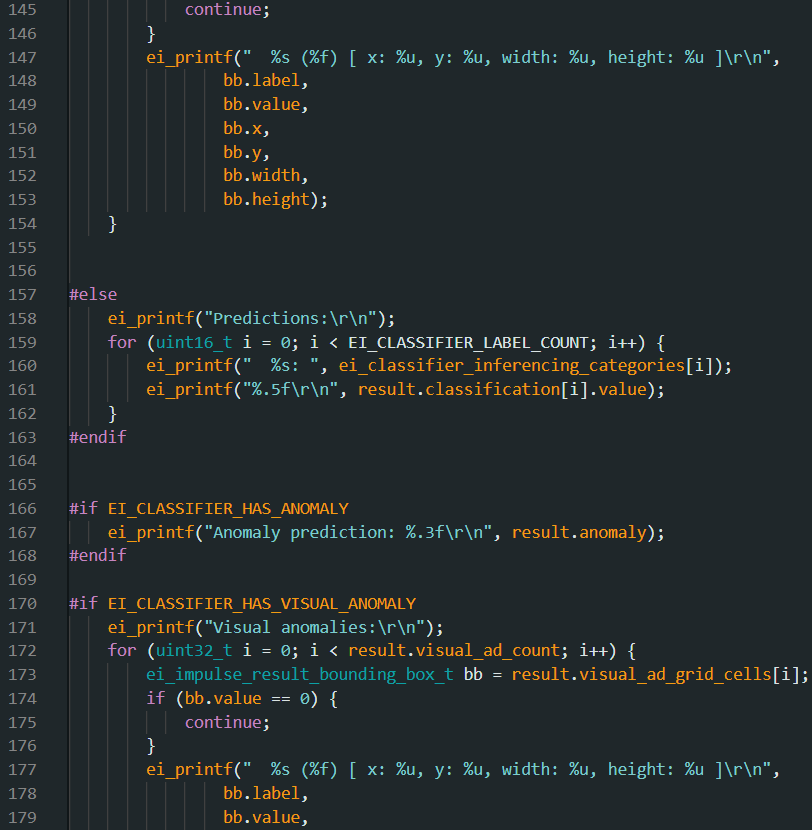 145 continue;
146 }
147 ei_printf("  %s (%f) [ x: %u, y: %u, width: %u, height: %u ]\r\n",
148 bb.label,
149 bb.value,
150 bb.x,
151 bb.y,
152 bb.width,
153 bb.height);
154 }
155
156
157 #else
158 ei_printf("Predictions:\r\n");
159 for (uint16_t i = 0; i < EI_CLASSIFIER_LABEL_COUNT; i++) {
160 ei_printf("  %s: ", ei_classifier_inferencing_categories[i]);
161 ei_printf("%.5f\r\n", result.classification[i].value);
162 }
163 #endif
164
165
166 #if EI_CLASSIFIER_HAS_ANOMALY
167 ei_printf("Anomaly prediction: %.3f\r\n", result.anomaly);
168 #endif
169
170 #if EI_CLASSIFIER_HAS_VISUAL_ANOMALY
171 ei_printf("Visual anomalies:\r\n");
172 for (uint32_t i = 0; i < result.visual_ad_count; i++) {
173 ei_impulse_result_bounding_box_t bb = result.visual_ad_grid_cells[i];
174 if (bb.value == 0) {
175 continue;
176 }
177 ei_printf("  %s (%f) [ x: %u, y: %u, width: %u, height: %u ]\r\n",
178 bb.label,
179 bb.value,